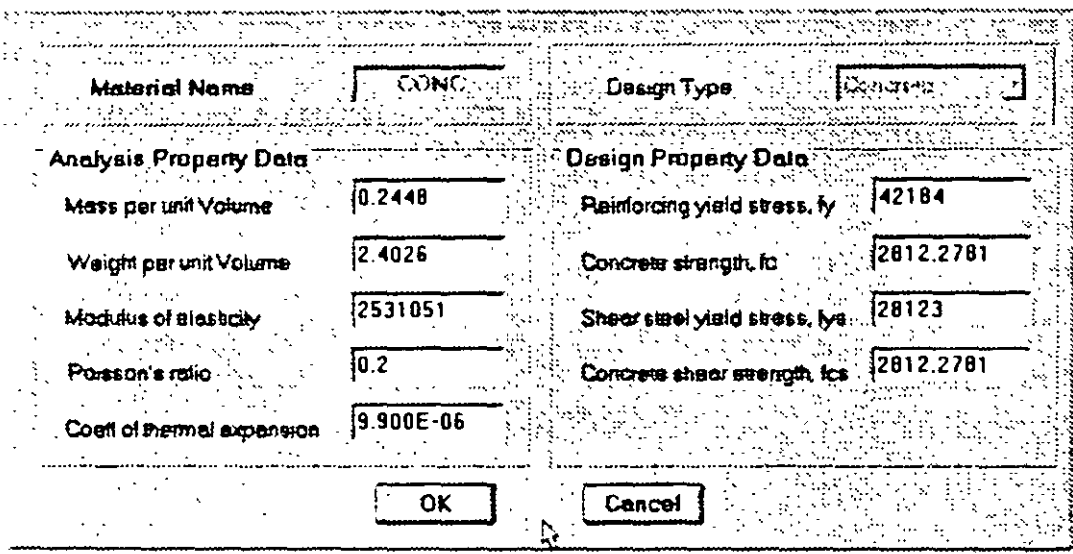 Material Name CONC Design Type Concrete
Analysis Property Data
Mass per unit Volume 0.2448
Weight per unit Volume 2.4026
Modulus of elasticity 2531051
Poisson's ratio 0.2
Coeff of thermal expansion 9.900E-06
Design Property Data
Reinforcing yield stress, fy 42184
Concrete strength, fc 2812.2781
Shear steel yield stress, fys 28123
Concrete shear strength, fcs 2812.2781
OK Cancel